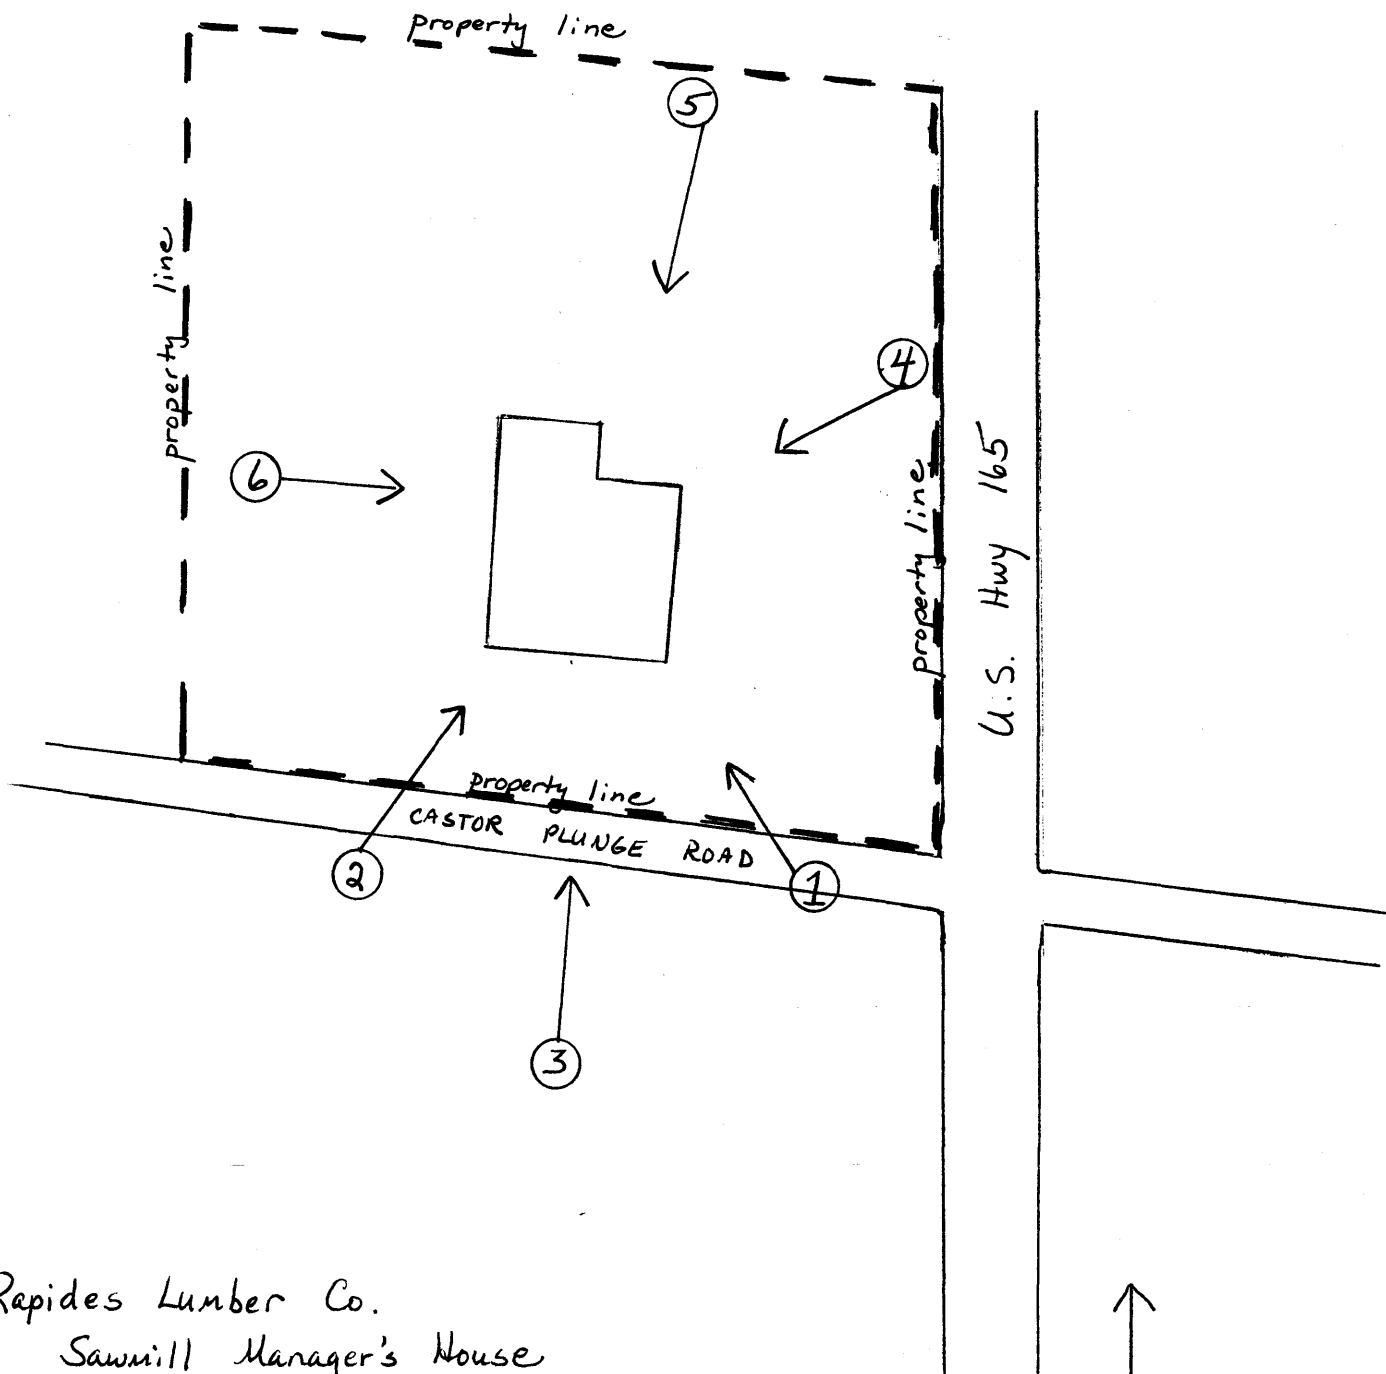 property line
5
property line
4
6
property line
U.S. Hwy 165
2
property line
CASTOR PLUNGE ROAD
1
3
Rapides Lumber Co.
Sawmill Manager's House